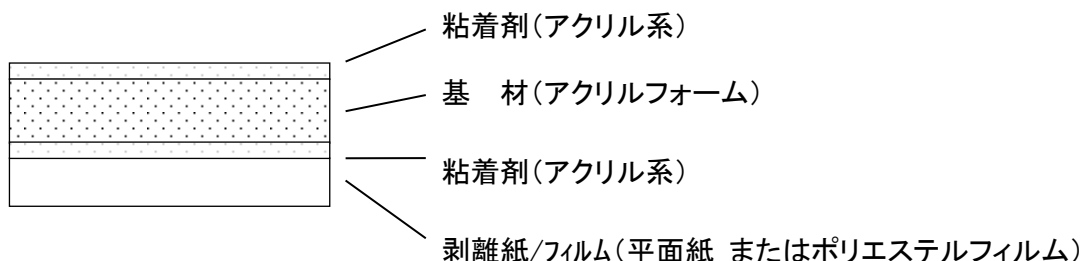 粘着剤(アクリル系)
基　材(アクリルフォーム)
粘着剤(アクリル系)
剥離紙/フィルム(平面紙 またはポリエステルフィルム)